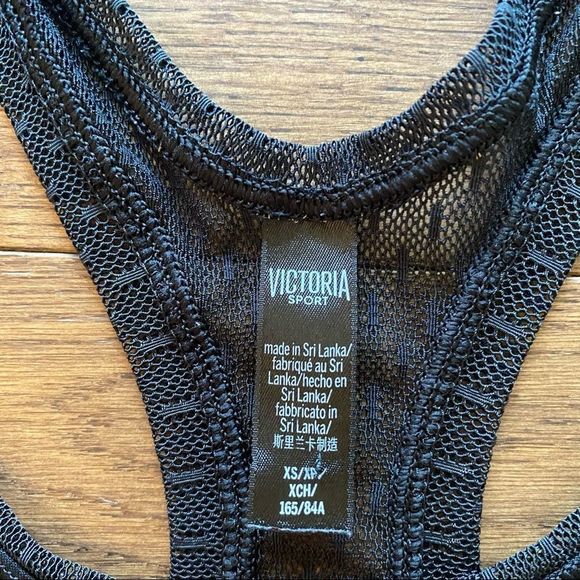 VICTORIA
SPORT
made in Sri Lanka/
fabriqué au Sri
Lanka/hecho en
Sri Lanka/
fabbricato in
Sri Lanka/
斯里兰卡制造
XS/XP/
XCH/
165/84A